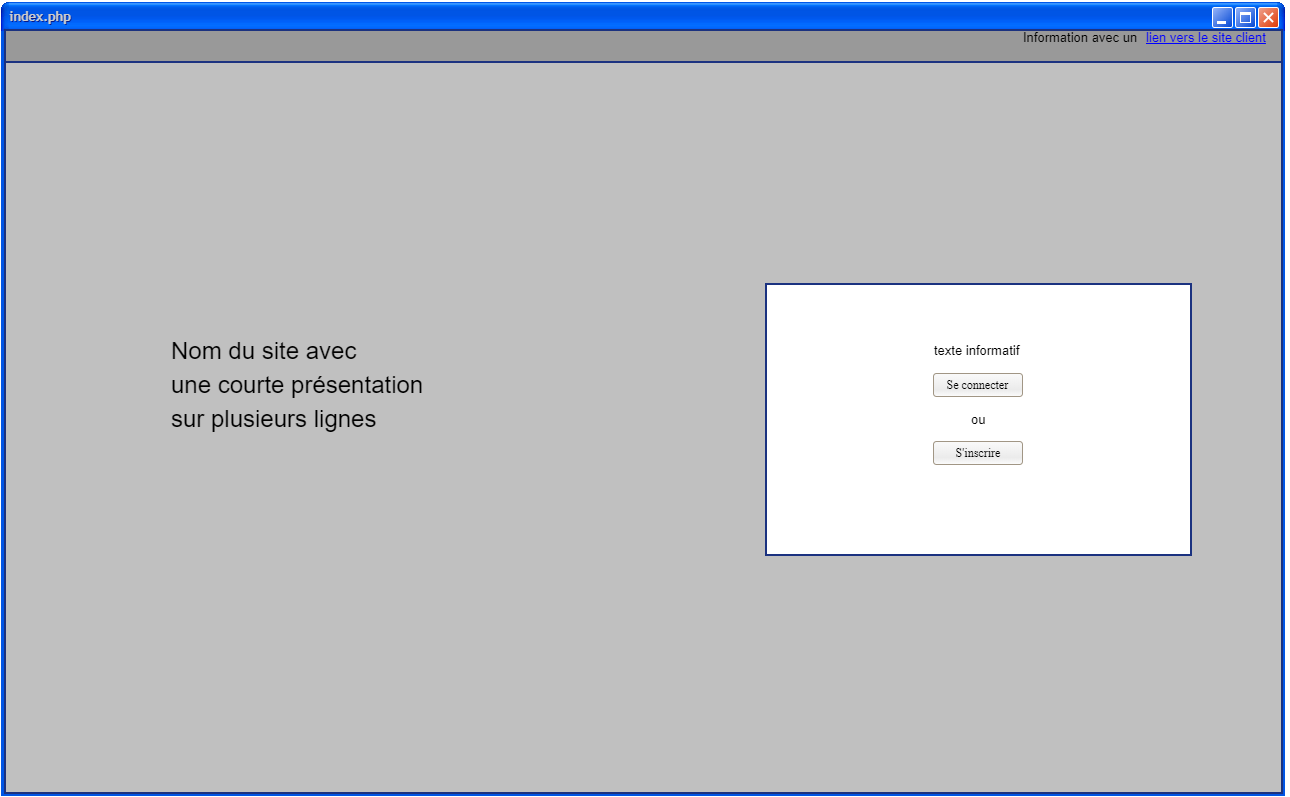 index.php
Information avec un lien vers le site client
Nom du site avec
une courte présentation
sur plusieurs lignes
texte informatif
Se connecter
ou
S'inscrire